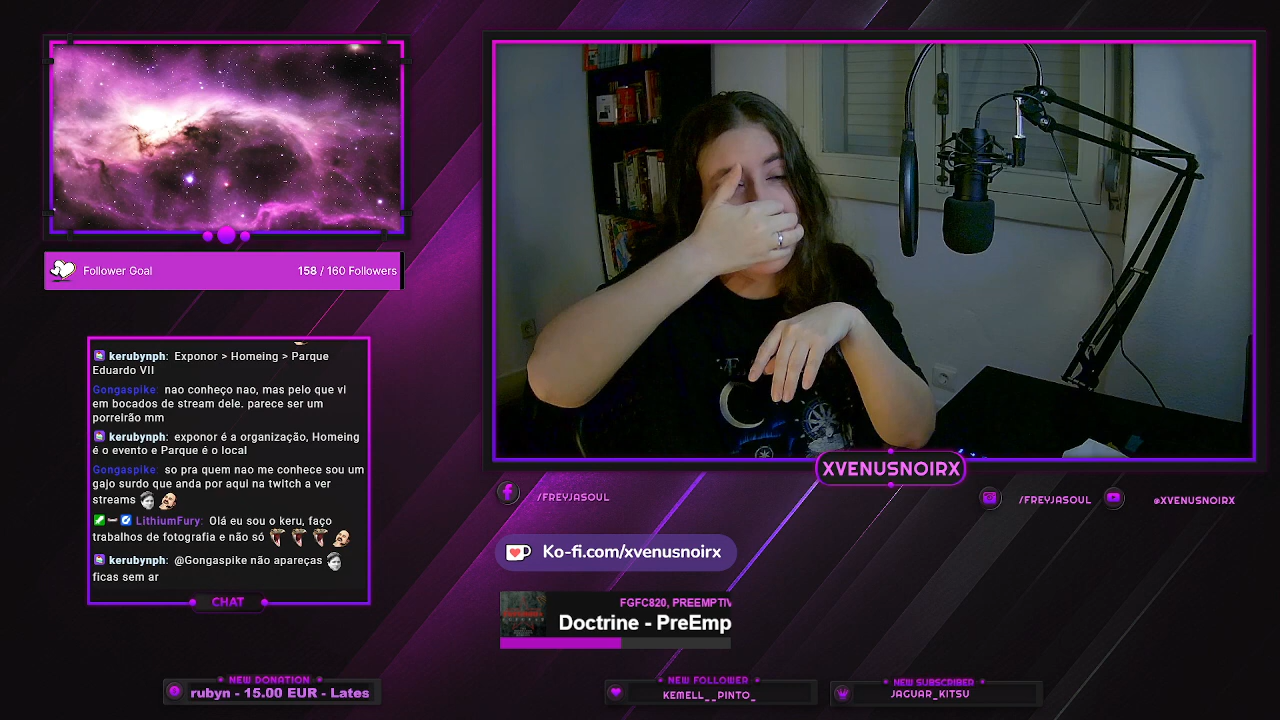 Follower Goal
158 / 160 Followers
kerubynph: Exponor > Homeing > Parque
Eduardo VII
Gongaspike: nao conheço nao, mas pelo que vi
em bocados de stream dele. parece ser um
porreirão mm
kerubynph: exponor é a organização, Homeing
é o evento e Parque é o local
Gongaspike: so pra quem nao me conhece sou um
gajo surdo que anda por aqui na twitch a ver
streams
LithiumFury: Olá eu sou o keru, faço
trabalhos de fotografia e não só
kerubynph: @Gongaspike não apareças
ficas sem ar
CHAT
XVENUSNOIRX
/FREYJASOUL
/FREYJASOUL
@XVENUSNOIRX
Ko-fi.com/xvenusnoirx
FGFC820, PREEMPTIV
Doctrine - PreEmp
NEW DONATION
rubyn - 15.00 EUR - Lates
NEW FOLLOWER
KEMELL__PINTO_
NEW SUBSCRIBER
JAGUAR_KITSU